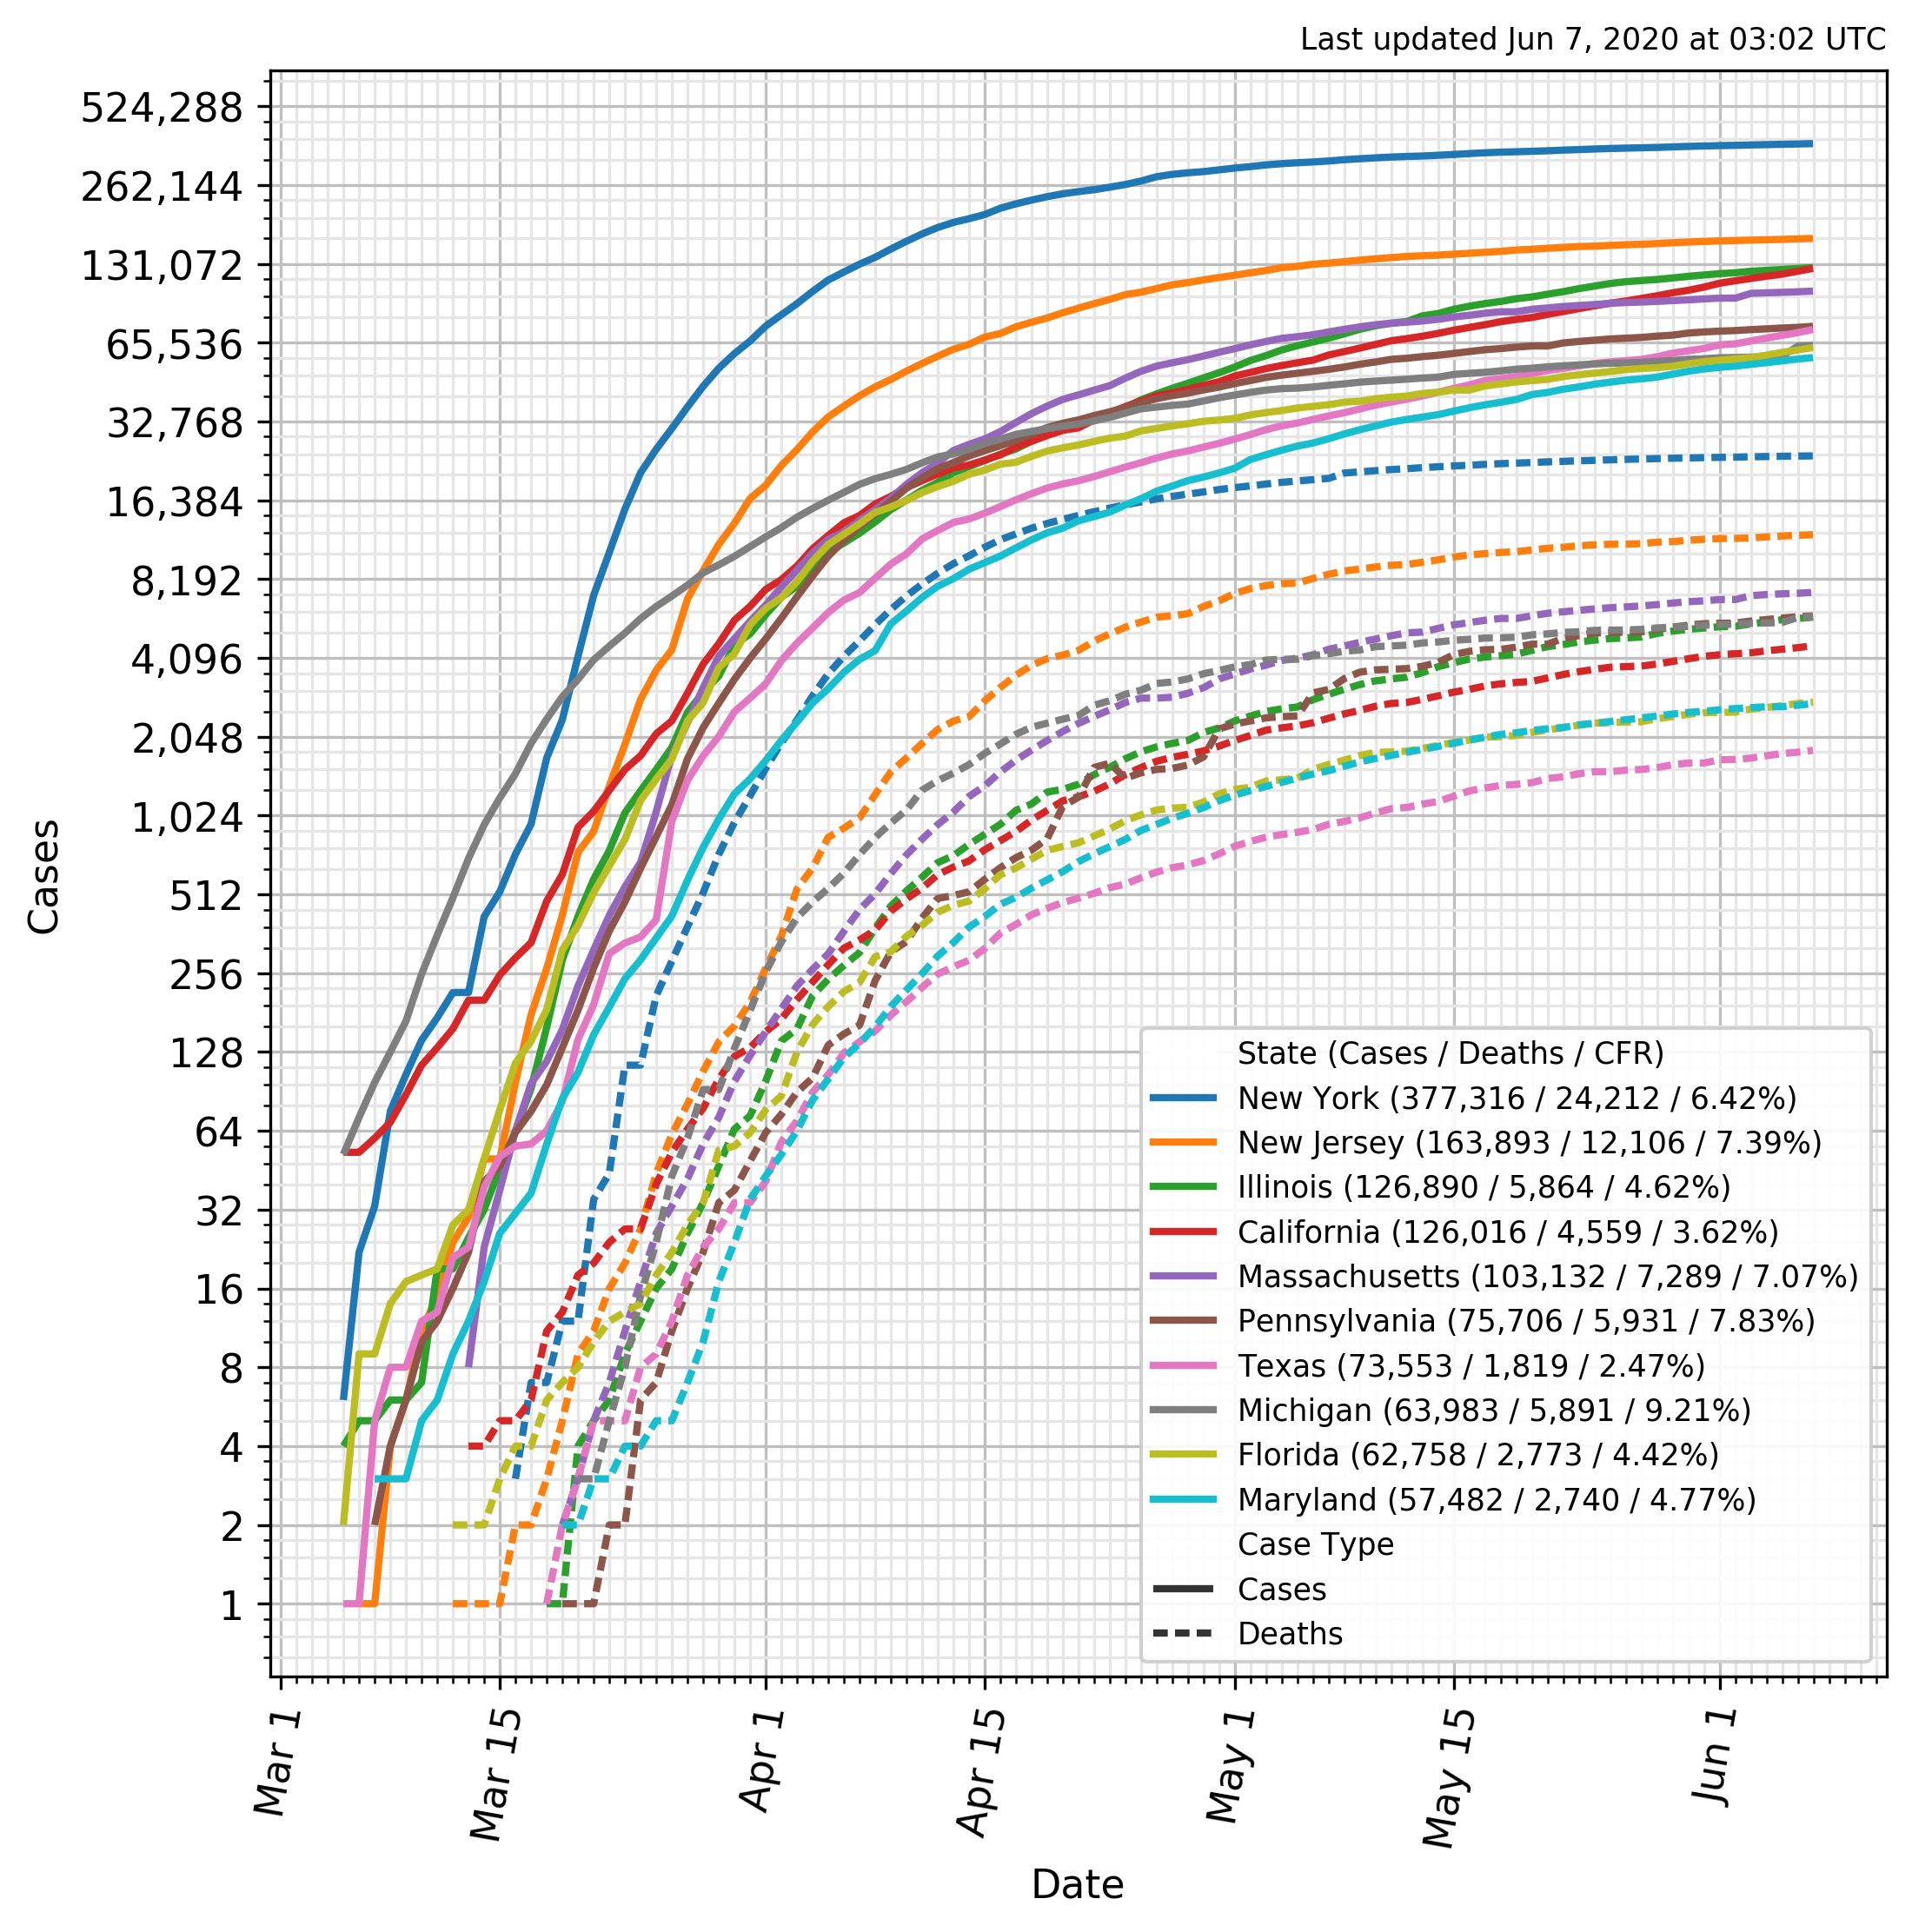 Last updated Jun 7, 2020 at 03:02 UTC
524,288
262,144
131,072
65,536
32,768
16,384
8,192
4,096
2,048
1,024
512
256
128
64
32
16
8
4
2
1
Cases
State (Cases / Deaths / CFR)
New York (377,316 / 24,212 / 6.42%)
New Jersey (163,893 / 12,106 / 7.39%)
Illinois (126,890 / 5,864 / 4.62%)
California (126,016 / 4,559 / 3.62%)
Massachusetts (103,132 / 7,289 / 7.07%)
Pennsylvania (75,706 / 5,931 / 7.83%)
Texas (73,553 / 1,819 / 2.47%)
Michigan (63,983 / 5,891 / 9.21%)
Florida (62,758 / 2,773 / 4.42%)
Maryland (57,482 / 2,740 / 4.77%)
Case Type
Cases
Deaths
Mar 1
Mar 15
Apr 1
Apr 15
May 1
May 15
Jun 1
Date